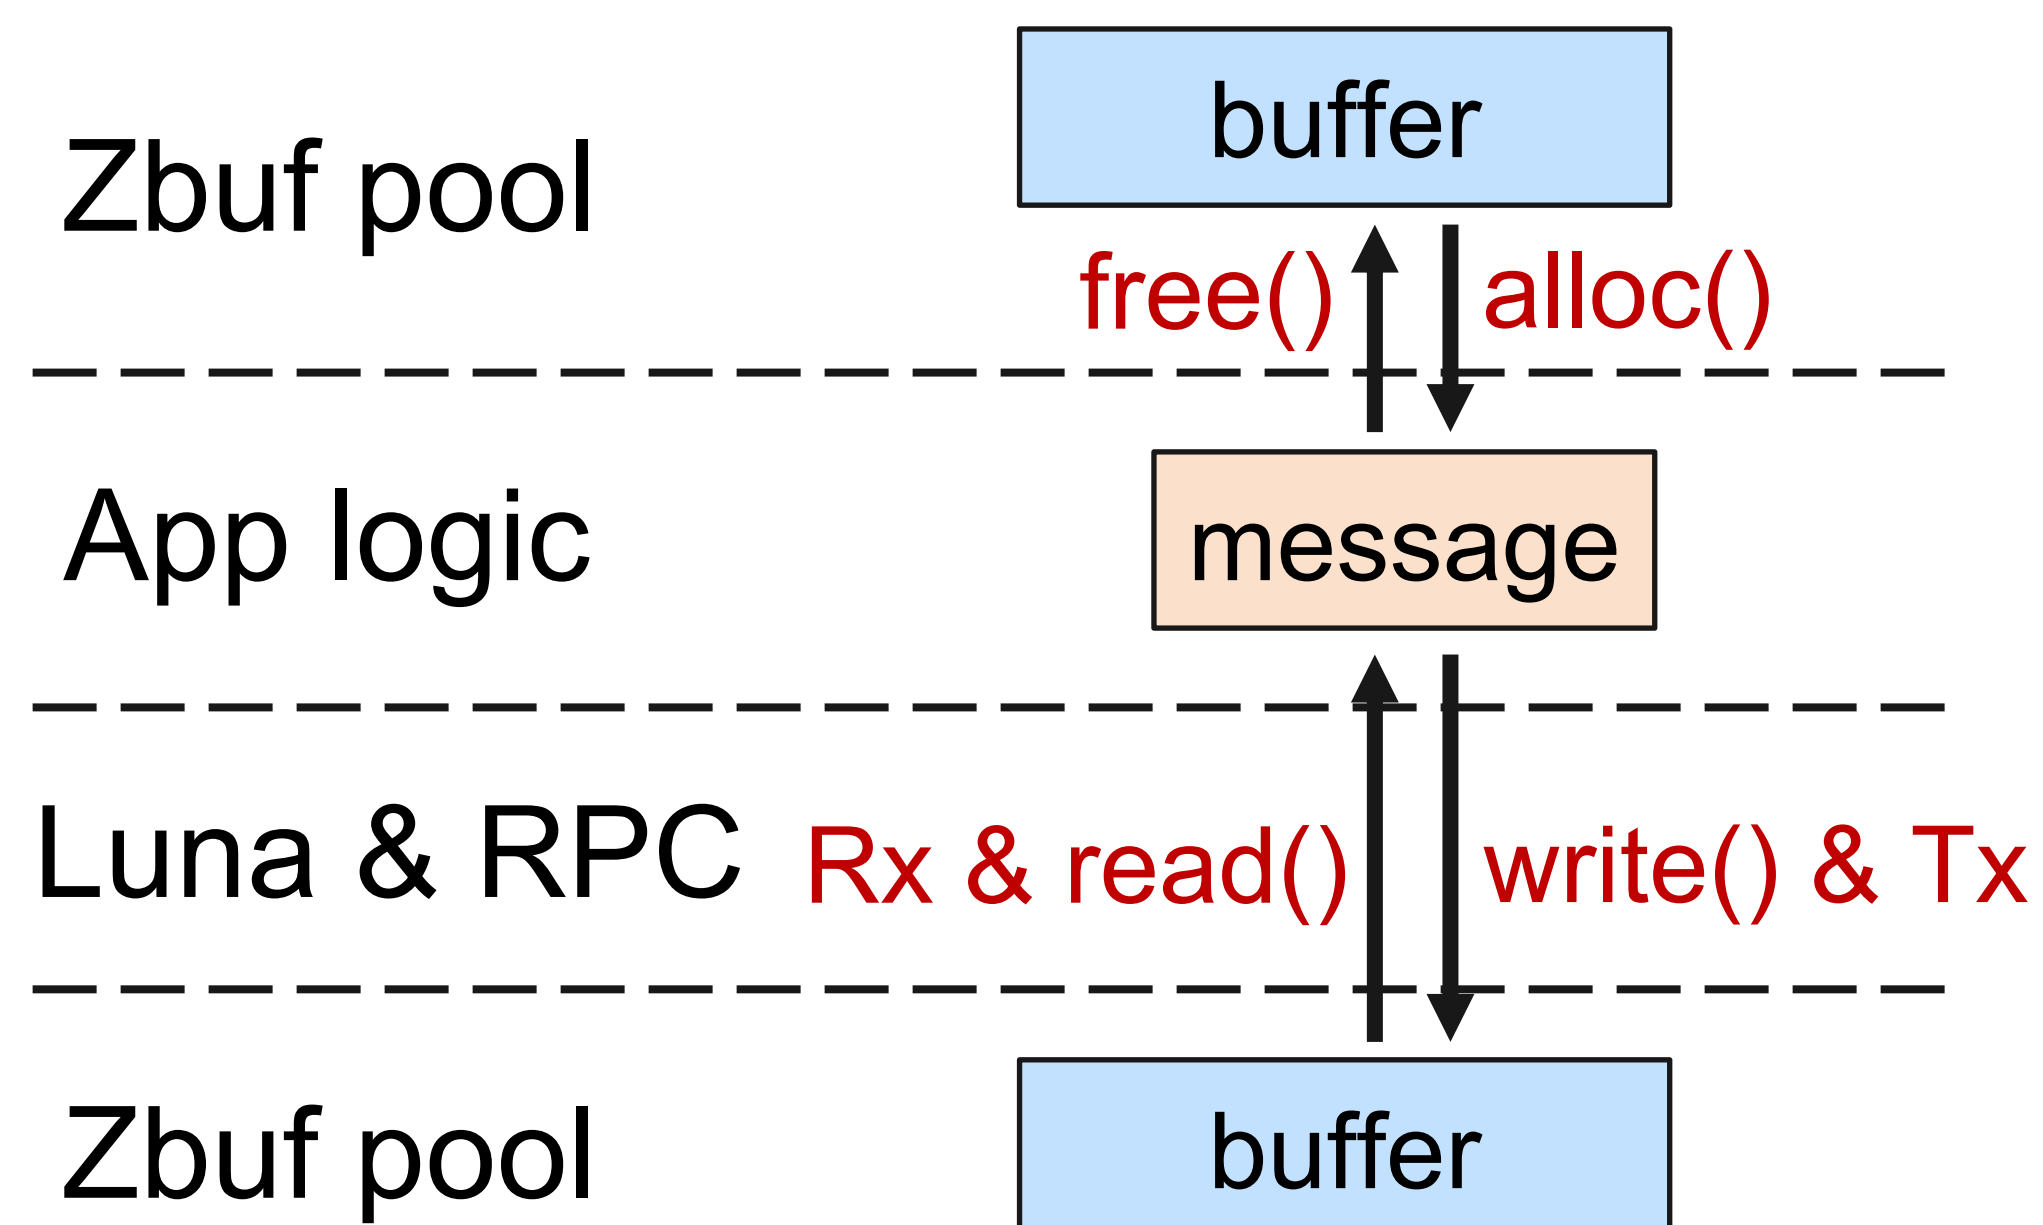 buffer
Zbuf pool
free() alloc()
App logic message
Luna & RPC Rx & read() write() & Tx
Zbuf pool buffer